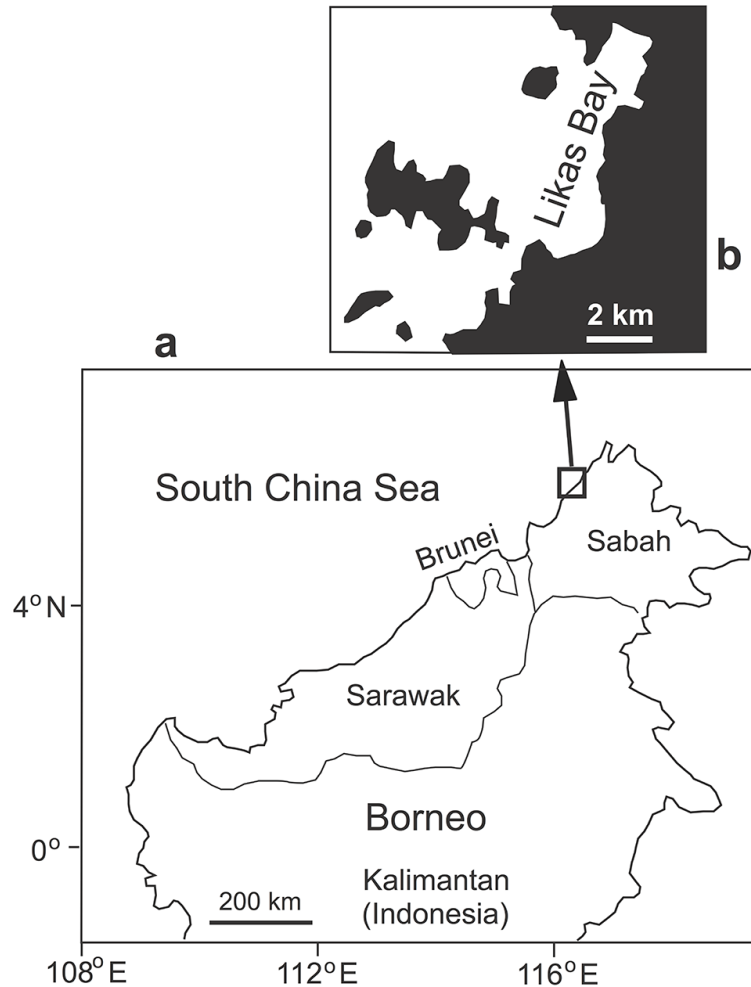 Likas Bay
b
2 km
a
South China Sea
Brunei
Sabah
4°N
Sarawak
Borneo
0°
Kalimantan
(Indonesia)
200 km
108°E
112°E
116°E